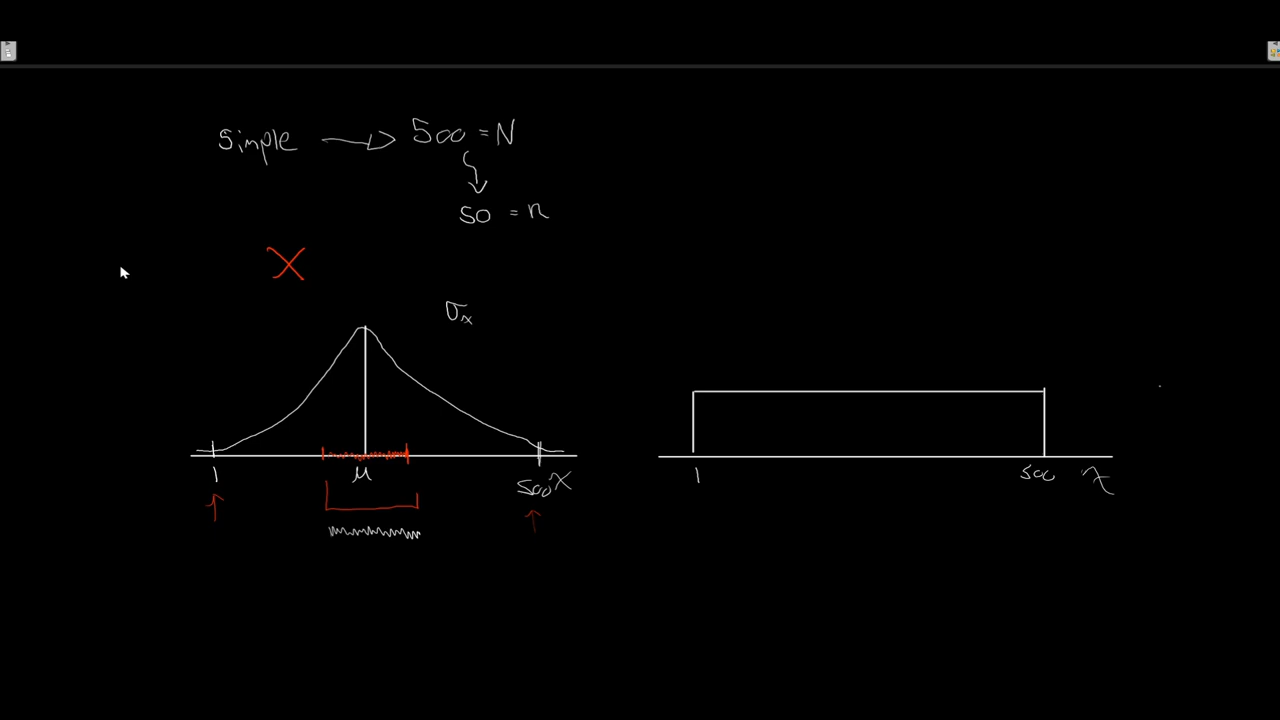 Simple → 500 = N
50 = n
X
σx
1 μ 500 x
1 500 x